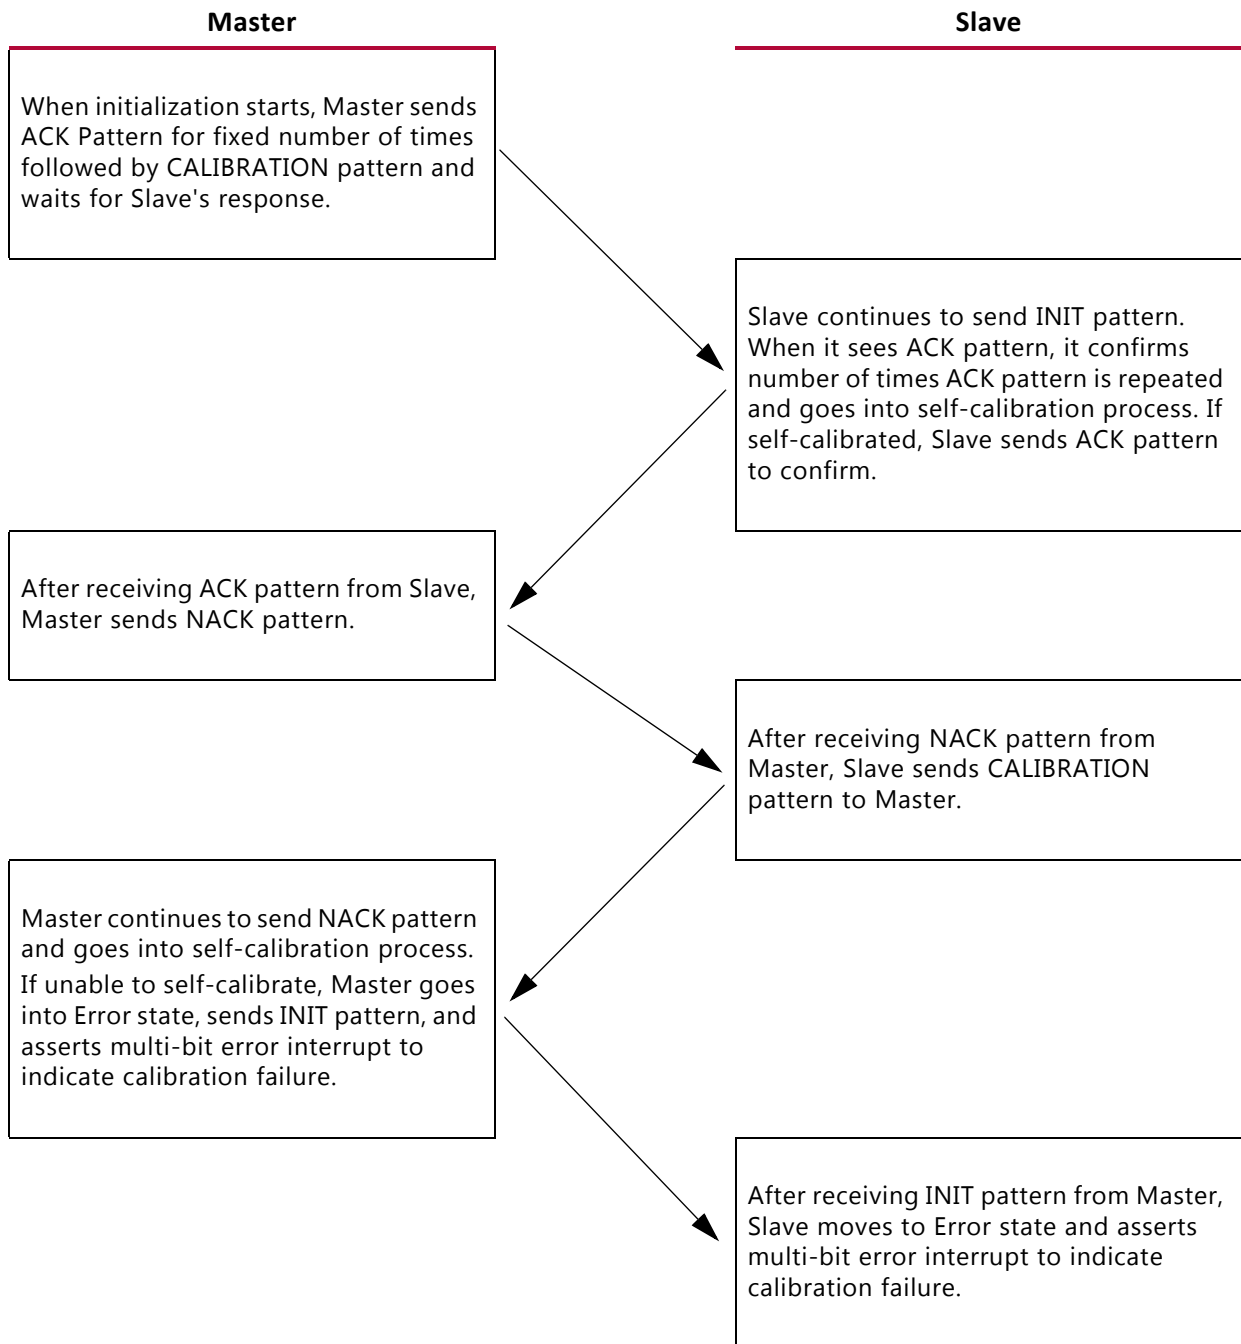 Master
Slave
When initialization starts, Master sends
ACK Pattern for fixed number of times
followed by CALIBRATION pattern and
waits for Slave's response.
Slave continues to send INIT pattern.
When it sees ACK pattern, it confirms
number of times ACK pattern is repeated
and goes into self-calibration process. If
self-calibrated, Slave sends ACK pattern
to confirm.
After receiving ACK pattern from Slave,
Master sends NACK pattern.
After receiving NACK pattern from
Master, Slave sends CALIBRATION
pattern to Master.
Master continues to send NACK pattern
and goes into self-calibration process.
If unable to self-calibrate, Master goes
into Error state, sends INIT pattern, and
asserts multi-bit error interrupt to
indicate calibration failure.
After receiving INIT pattern from Master,
Slave moves to Error state and asserts
multi-bit error interrupt to indicate
calibration failure.